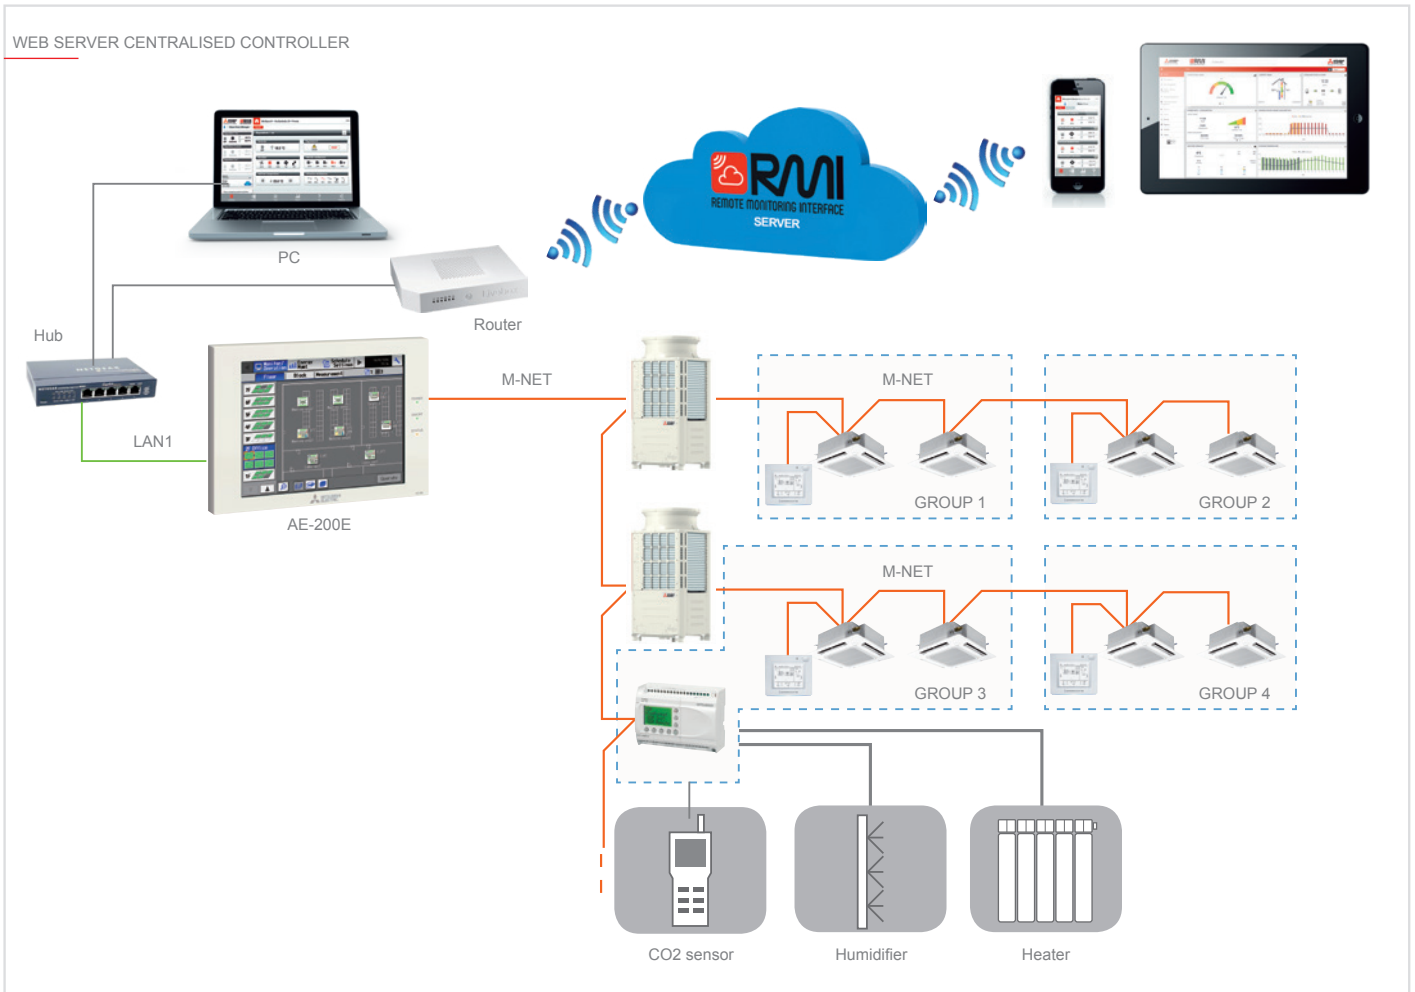 WEB SERVER CENTRALISED CONTROLLER
RMI
REMOTE MONITORING INTERFACE
SERVER
PC
Router
Hub
LAN1
AE-200E
M-NET
M-NET
GROUP 1
GROUP 2
M-NET
GROUP 3
GROUP 4
CO2 sensor
Humidifier
Heater